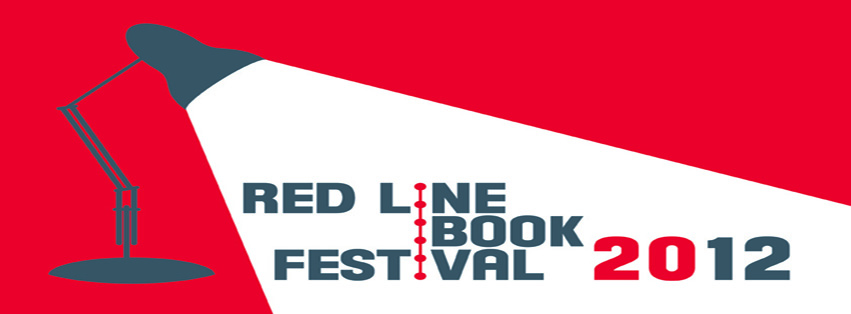 RED LINE
BOOK
FESTIVAL 2012